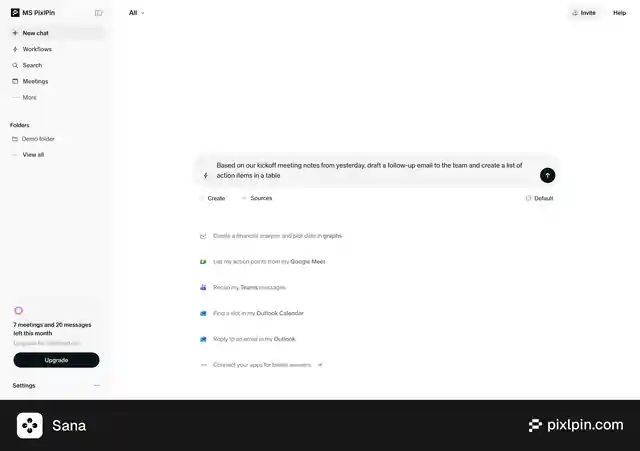 MS PixlPin
New chat
Workflows
Search
Meetings
More
Folders
Demo folder
View all
7 meetings and 20 messages
left this month
Upgrade for
Upgrade
Settings
All
Invite
Help
Based on our kickoff meeting notes from yesterday, draft a follow-up email to the team and create a list of
action items in a table
Create
Sources
Default
Create a financial analysis and plot data in graphs
List my action points from my Google Meet
Recap my Teams messages
Find a slot in my Outlook Calendar
Reply to an email in my Outlook
Connect your apps for better answers
Sana
pixlpin.com